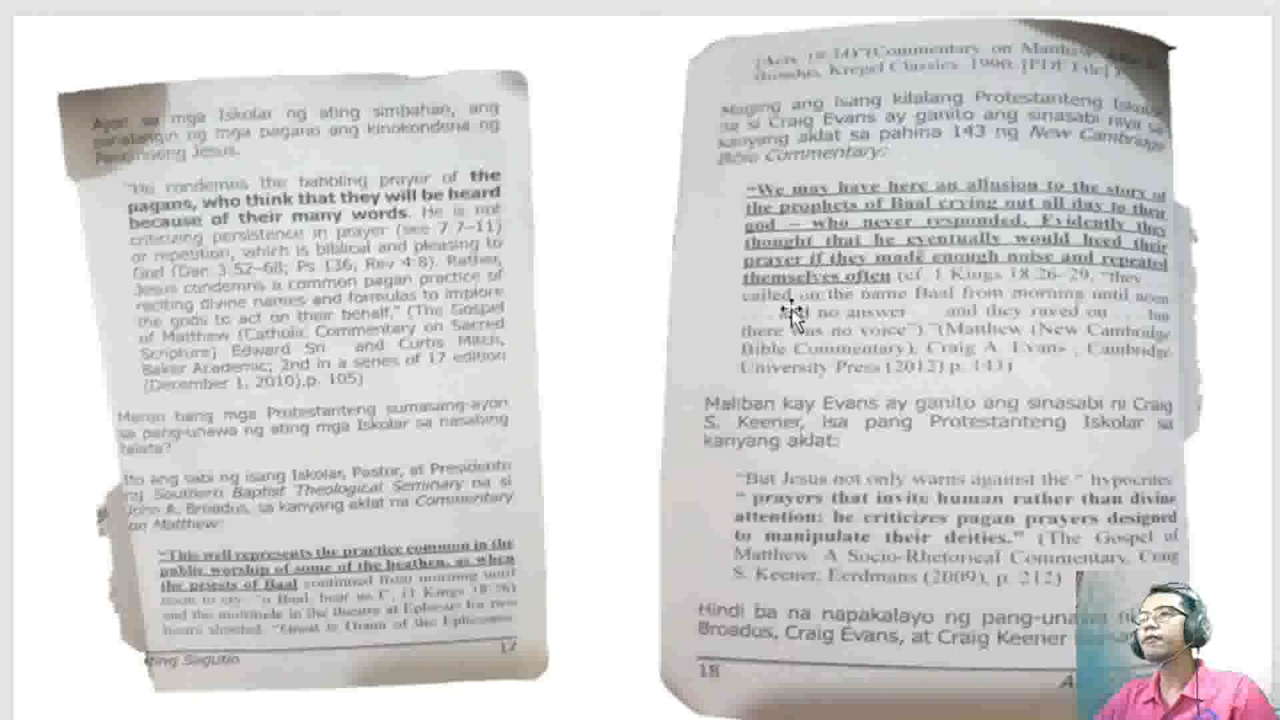 Ayon sa mga Iskolar ng ating simbahan, ang
panalangin ng mga pagano ang kinokondena ng
Panginoong Jesus.
"He condemns the babbling prayer of the
pagans, who think that they will be heard
because of their many words. He is not
criticizing persistence in prayer (see 7:7–11)
or repetition, which is biblical and pleasing to
God (Dan 3:52–68; Ps 136; Rev 4:8). Rather,
Jesus condemns a common pagan practice of
reciting divine names and formulas to implore
the gods to act on their behalf." (The Gospel
of Matthew (Catholic Commentary on Sacred
Scripture) Edward Sri and Curtis Mitch,
Baker Academic; 2nd in a series of 17 edition
(December 1, 2010),p. 105)
Meron bang mga Protestanteng sumasang-ayon
sa pang-unawa ng ating mga Iskolar sa nasabing
talata?
Ito ang sabi ng isang Iskolar, Pastor, at Presidente
ng Southern Baptist Theological Seminary na si
John A. Broadus, sa kanyang aklat na Commentary
on Matthew:
"This well represents the practice common in the
public worship of some of the heathen, as when
the priests of Baal continued from morning until
noon to cry, "o Baal, hear us
and the multitude in the theatre at Ephesus for two
hours shouted, "Great is Diana of the Ephesians
17
ting Sagutin
(Acts 19:34)"(Commentary on Matthew, John
Broadus, Kregel Classics, 1990, [PDF File]
Maging ang isang kilalang Protestanteng Iskolar
na si Craig Evans ay ganito ang sinasabi niya sa
kanyang aklat sa pahina 143 ng New Cambridge
Bible Commentary:
"We may have here an allusion to the story of
the prophets of Baal crying out all day to their
god – who never responded. Evidently they
thought that he eventually would heed their
prayer if they made enough noise and repeated
themselves often (cf. 1 Kings 18:26–29, "they
called on the name Baal from morning until noon
no answer and they raved on but
there was no voice")."(Matthew (New Cambridge
Bible Commentary), Craig A. Evans , Cambridge
University Press (2012) p. 143)
Maliban kay Evans ay ganito ang sinasabi ni Craig
S. Keener, isa pang Protestanteng Iskolar sa
kanyang aklat:
"But Jesus not only warns against the " hypocrites
" prayers that invite human rather than divine
attention: he criticizes pagan prayers designed
to manipulate their deities." (The Gospel of
Matthew: A Socio-Rhetorical Commentary, Craig
S. Keener, Eerdmans (2009), p. 212)
Hindi ba na napakalayo ng pang-unawa
Broadus, Craig Evans, at Craig Keener
18